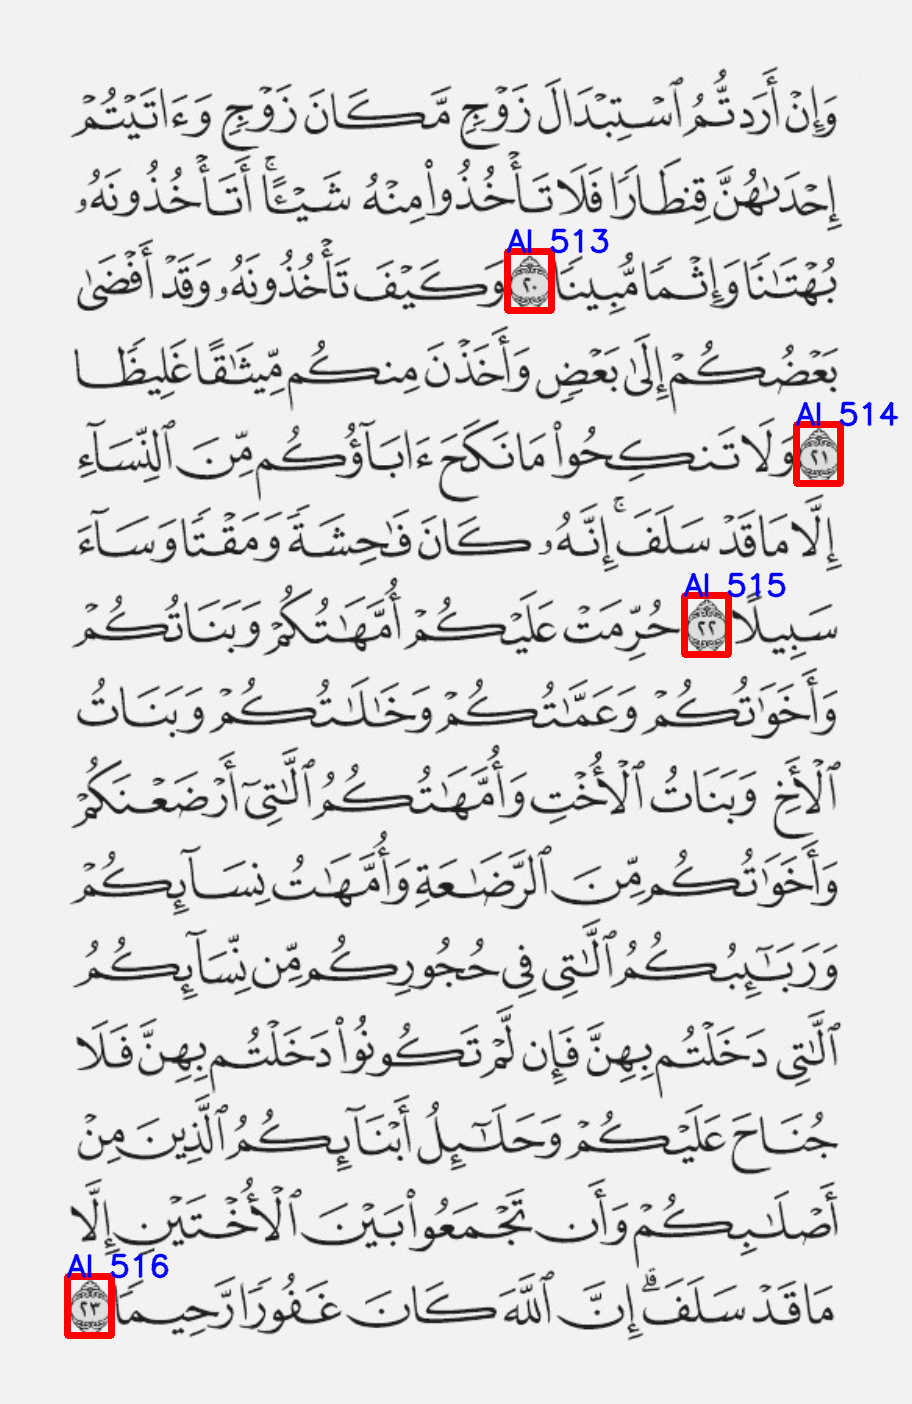 وَإِنْ أَرَدتُّمُ ٱسْتِبْدَالَ زَوْجٍ مَّكَانَ زَوْجٍ وَءَاتَيْتُمْ
إِحْدَىٰهُنَّ قِنطَارًا فَلَا تَأْخُذُوا۟ مِنْهُ شَيْـًٔا ۚ أَتَأْخُذُونَهُۥ
AI 513
بُهْتَـٰنًا وَإِثْمًا مُّبِينًا ٢٠ وَكَيْفَ تَأْخُذُونَهُۥ وَقَدْ أَفْضَىٰ
بَعْضُكُمْ إِلَىٰ بَعْضٍ وَأَخَذْنَ مِنكُم مِّيثَـٰقًا غَلِيظًا
AI 514
٢١ وَلَا تَنكِحُوا۟ مَا نَكَحَ ءَابَآؤُكُم مِّنَ ٱلنِّسَآءِ
إِلَّا مَا قَدْ سَلَفَ ۚ إِنَّهُۥ كَانَ فَـٰحِشَةً وَمَقْتًا وَسَآءَ
AI 515
سَبِيلًا ٢٢ حُرِّمَتْ عَلَيْكُمْ أُمَّهَـٰتُكُمْ وَبَنَاتُكُمْ
وَأَخَوَٰتُكُمْ وَعَمَّـٰتُكُمْ وَخَـٰلَـٰتُكُمْ وَبَنَاتُ
ٱلْأَخِ وَبَنَاتُ ٱلْأُخْتِ وَأُمَّهَـٰتُكُمُ ٱلَّـٰتِىٓ أَرْضَعْنَكُمْ
وَأَخَوَٰتُكُم مِّنَ ٱلرَّضَـٰعَةِ وَأُمَّهَـٰتُ نِسَآئِكُمْ
وَرَبَـٰٓئِبُكُمُ ٱلَّـٰتِى فِى حُجُورِكُم مِّن نِّسَآئِكُمُ
ٱلَّـٰتِى دَخَلْتُم بِهِنَّ فَإِن لَّمْ تَكُونُوا۟ دَخَلْتُم بِهِنَّ فَلَا
جُنَاحَ عَلَيْكُمْ وَحَلَـٰٓئِلُ أَبْنَآئِكُمُ ٱلَّذِينَ مِنْ
أَصْلَـٰبِكُمْ وَأَن تَجْمَعُوا۟ بَيْنَ ٱلْأُخْتَيْنِ إِلَّا
AI 516
مَا قَدْ سَلَفَ ۗ إِنَّ ٱللَّهَ كَانَ غَفُورًا رَّحِيمًا ٢٣